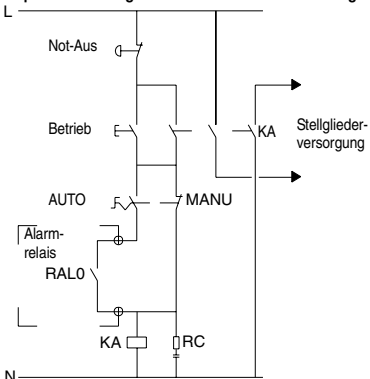 L
Not-Aus
Betrieb
KA
Stellglieder-
versorgung
AUTO
MANU
Alarm-
relais
RAL0
KA
RC
N